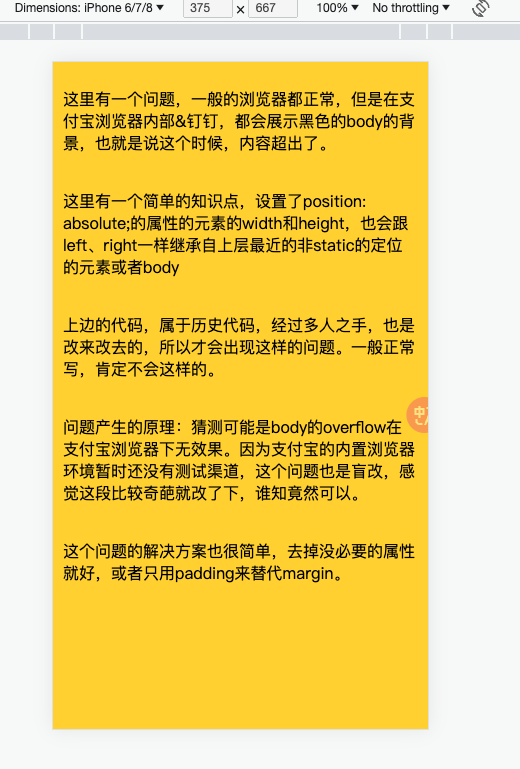 Dimensions: iPhone 6/7/8 ▼ 375 × 667 100% ▼ No throttling ▼
这里有一个问题，一般的浏览器都正常，但是在支
付宝浏览器内部&钉钉，都会展示黑色的body的背
景，也就是说这个时候，内容超出了。
这里有一个简单的知识点，设置了position:
absolute;的属性的元素的width和height，也会跟
left、right一样继承自上层最近的非static的定位
的元素或者body
上边的代码，属于历史代码，经过多人之手，也是
改来改去的，所以才会出现这样的问题。一般正常
写，肯定不会这样的。
问题产生的原理：猜测可能是body的overflow在
支付宝浏览器下无效果。因为支付宝的内置浏览器
环境暂时还没有测试渠道，这个问题也是盲改，感
觉这段比较奇葩就改了下，谁知竟然可以。
这个问题的解决方案也很简单，去掉没必要的属性
就好，或者只用padding来替代margin。